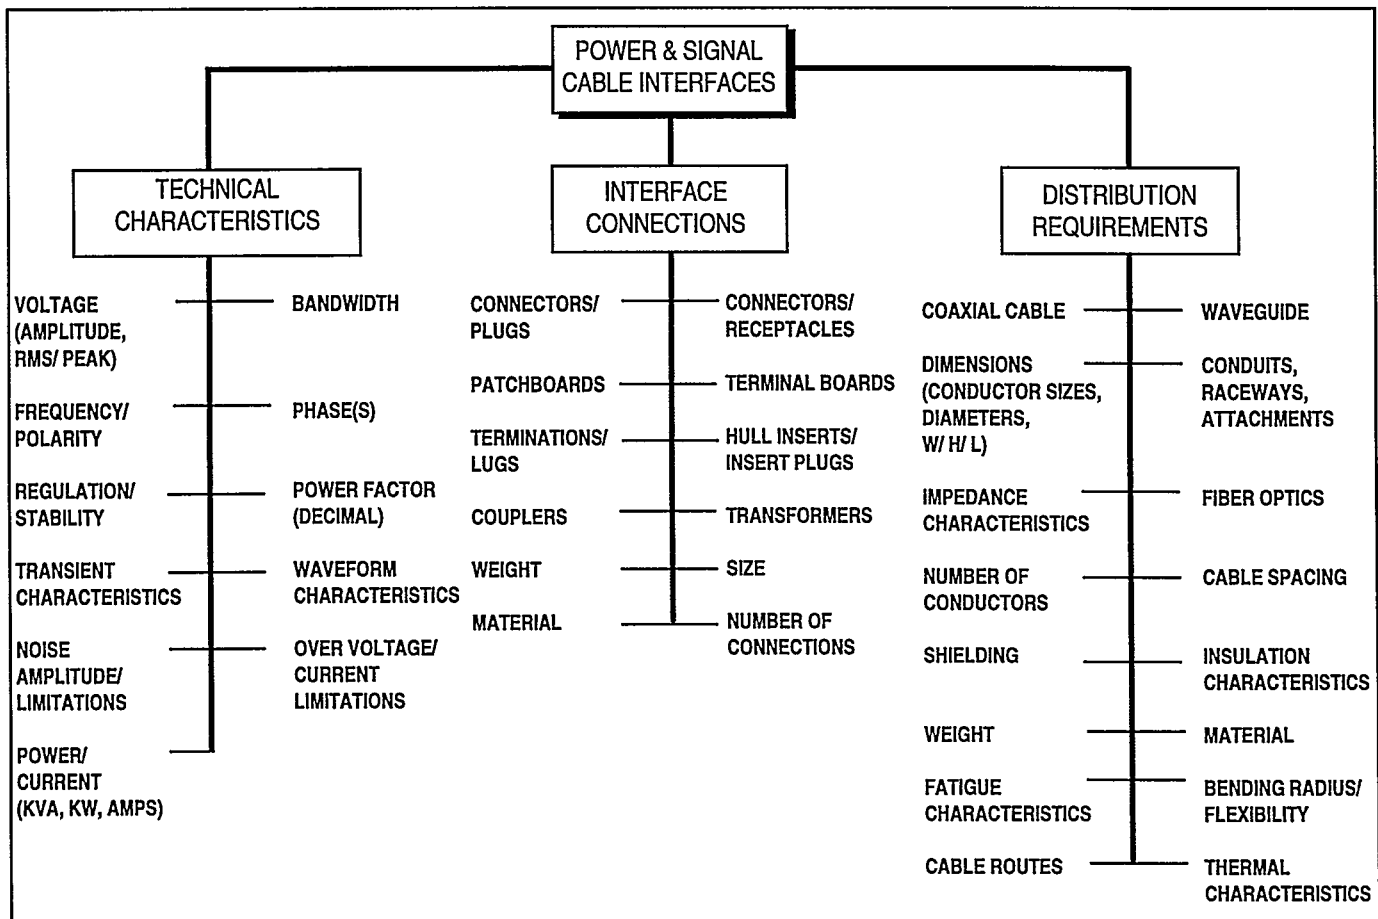 POWER & SIGNAL
CABLE INTERFACES
TECHNICAL
CHARACTERISTICS
VOLTAGE
(AMPLITUDE,
RMS/ PEAK)
BANDWIDTH
FREQUENCY/
POLARITY
PHASE(S)
REGULATION/
STABILITY
POWER FACTOR
(DECIMAL)
TRANSIENT
CHARACTERISTICS
WAVEFORM
CHARACTERISTICS
NOISE
AMPLITUDE/
LIMITATIONS
OVER VOLTAGE/
CURRENT
LIMITATIONS
POWER/
CURRENT
(KVA, KW, AMPS)
INTERFACE
CONNECTIONS
CONNECTORS/
PLUGS
CONNECTORS/
RECEPTACLES
PATCHBOARDS
TERMINAL BOARDS
TERMINATIONS/
LUGS
HULL INSERTS/
INSERT PLUGS
COUPLERS
TRANSFORMERS
WEIGHT
SIZE
MATERIAL
NUMBER OF
CONNECTIONS
DISTRIBUTION
REQUIREMENTS
COAXIAL CABLE
WAVEGUIDE
DIMENSIONS
(CONDUCTOR SIZES,
DIAMETERS,
W/ H/ L)
CONDUITS,
RACEWAYS,
ATTACHMENTS
IMPEDANCE
CHARACTERISTICS
FIBER OPTICS
NUMBER OF
CONDUCTORS
CABLE SPACING
SHIELDING
INSULATION
CHARACTERISTICS
WEIGHT
MATERIAL
FATIGUE
CHARACTERISTICS
BENDING RADIUS/
FLEXIBILITY
CABLE ROUTES
THERMAL
CHARACTERISTICS